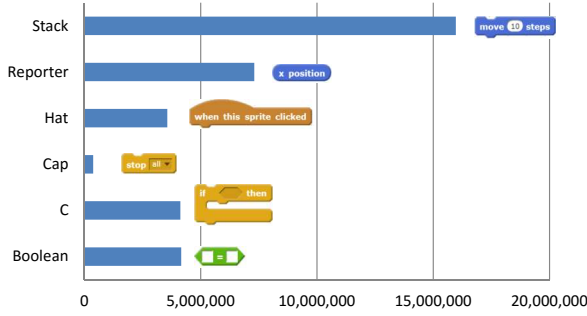 Stack
move 10 steps
Reporter
x position
Hat
when this sprite clicked
Cap
stop all
C
if then
Boolean
=
0 5,000,000 10,000,000 15,000,000 20,000,000